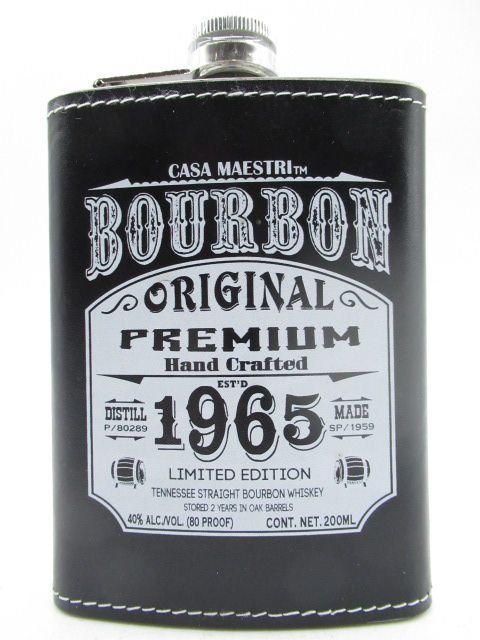 CASA MAESTRI™
BOURBON
ORIGINAL
PREMIUM
Hand Crafted
EST'D
DISTILL
P/80289
1965
MADE
SP/1959
LIMITED EDITION
TENNESSEE STRAIGHT BOURBON WHISKEY
STORED 2 YEARS IN OAK BARRELS
40% ALC./VOL. (80 PROOF) CONT. NET. 200ML